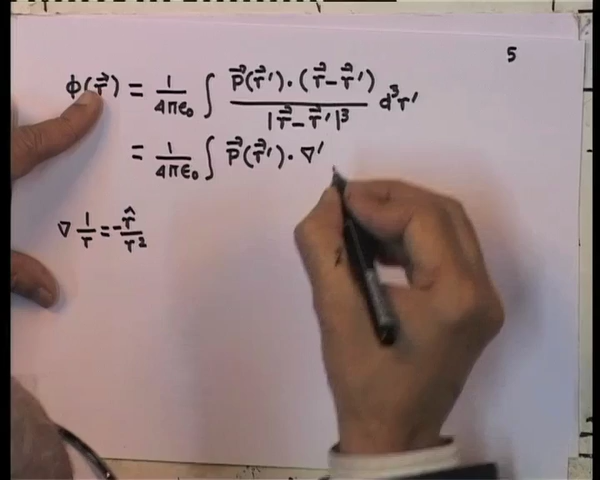 5
ϕ(r⃗) = 1/4πε₀ ∫ P⃗(r⃗′)·(r⃗−r⃗′)/|r⃗−r⃗′|³ d³r′
= 1/4πε₀ ∫ P⃗(r⃗′)·∇′
∇ 1/r = −r̂/r²